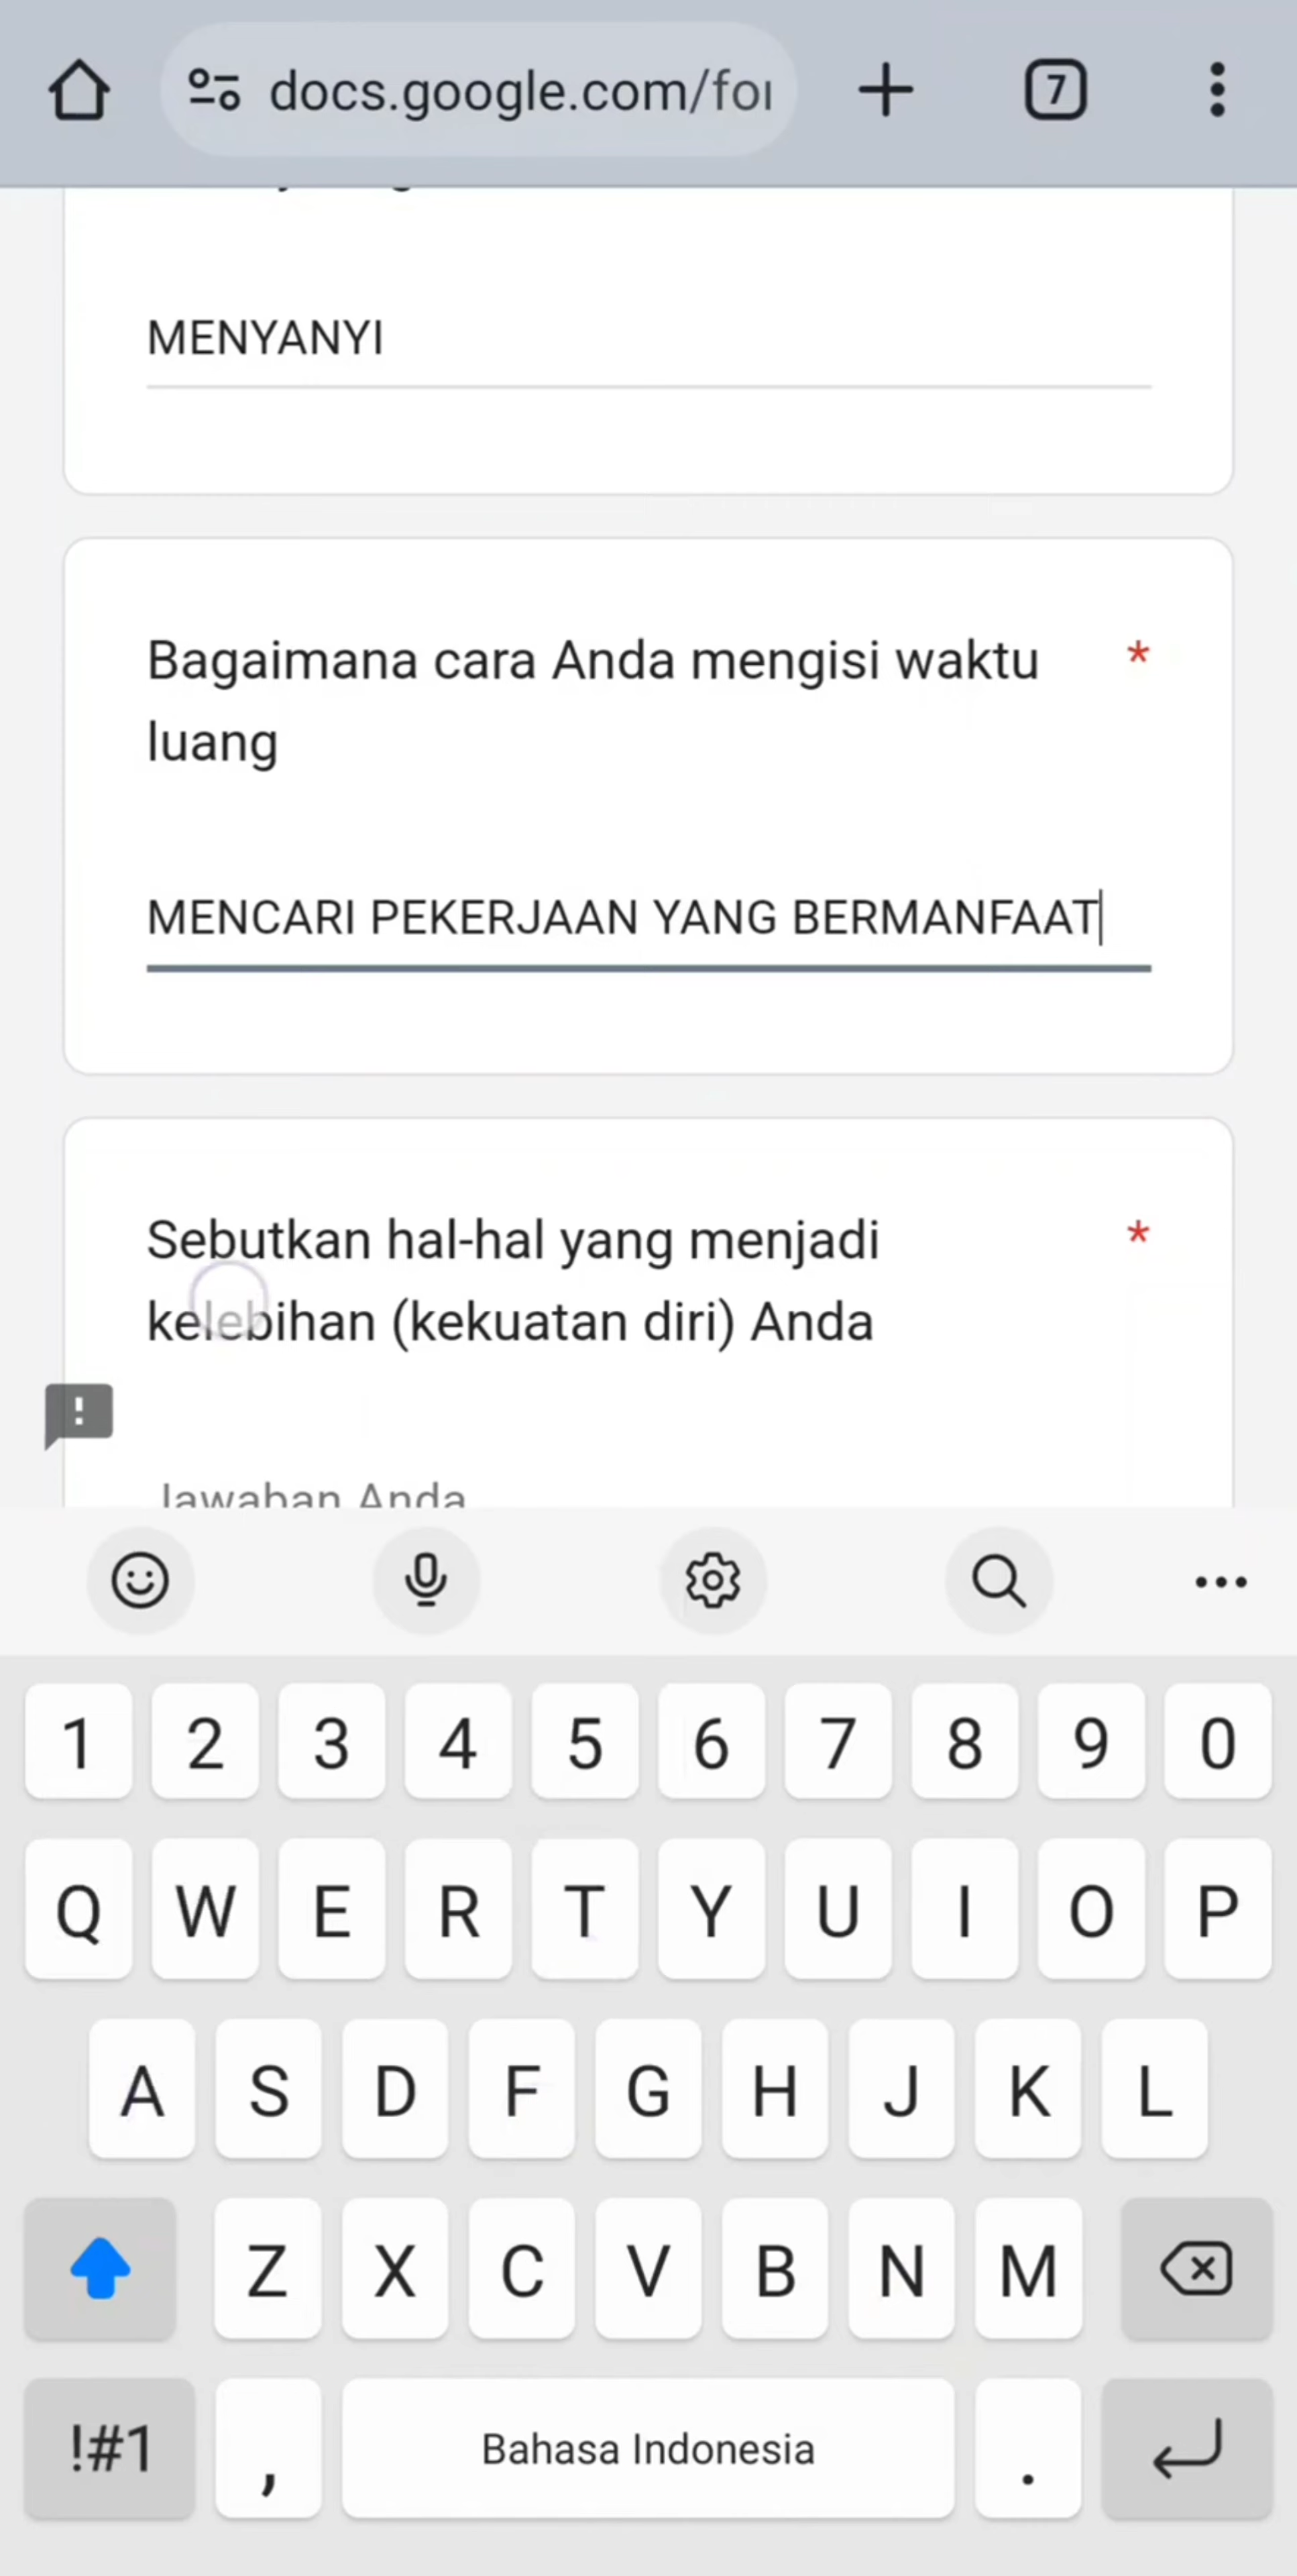 docs.google.com/for
7
MENYANYI
Bagaimana cara Anda mengisi waktu *
luang
MENCARI PEKERJAAN YANG BERMANFAAT
Sebutkan hal-hal yang menjadi *
kelebihan (kekuatan diri) Anda
Jawaban Anda
1 2 3 4 5 6 7 8 9 0
Q W E R T Y U I O P
A S D F G H J K L
Z X C V B N M
!#1 , Bahasa Indonesia .